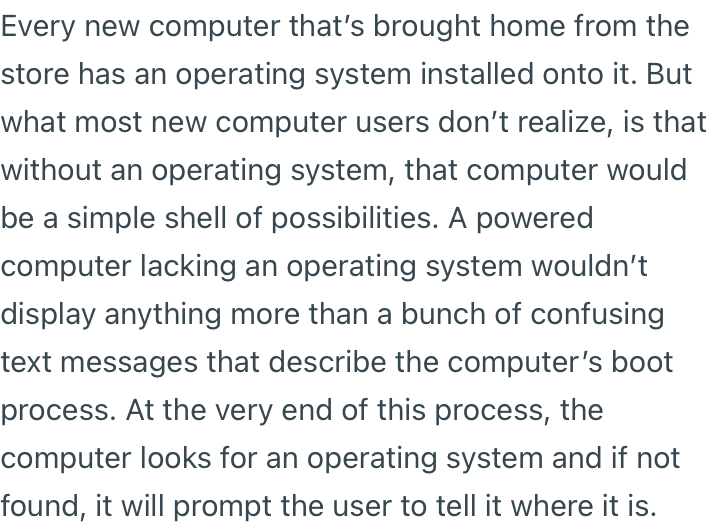 Every new computer that’s brought home from the
store has an operating system installed onto it. But
what most new computer users don’t realize, is that
without an operating system, that computer would
be a simple shell of possibilities. A powered
computer lacking an operating system wouldn’t
display anything more than a bunch of confusing
text messages that describe the computer’s boot
process. At the very end of this process, the
computer looks for an operating system and if not
found, it will prompt the user to tell it where it is.